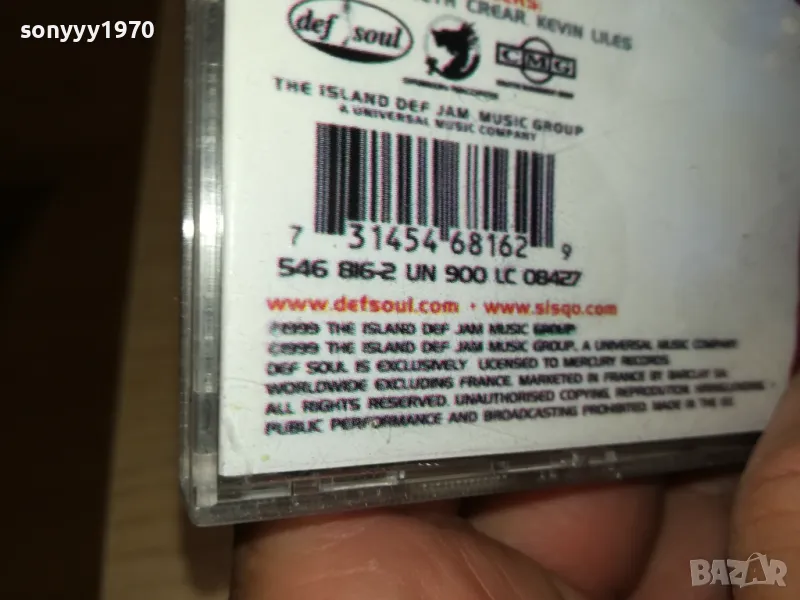 sonyyy1970
CREAR KEVIN LILES
def soul
CMG
THE ISLAND DEF JAM MUSIC GROUP
A UNIVERSAL MUSIC COMPANY
7 31454 68162 9
546 816-2 UN 900 LC 08427
www.defsoul.com • www.sisqo.com
℗1999 THE ISLAND DEF JAM MUSIC GROUP
©1999 THE ISLAND DEF JAM MUSIC GROUP, A UNIVERSAL MUSIC COMPANY
DEF SOUL IS EXCLUSIVELY LICENSED TO MERCURY RECORDS
WORLDWIDE EXCLUDING FRANCE. MARKETED IN FRANCE BY BARCLAY
ALL RIGHTS RESERVED. UNAUTHORISED COPYING, REPRODUCTION,
PUBLIC PERFORMANCE AND BROADCASTING PROHIBITED. MADE IN THE
BAZAR